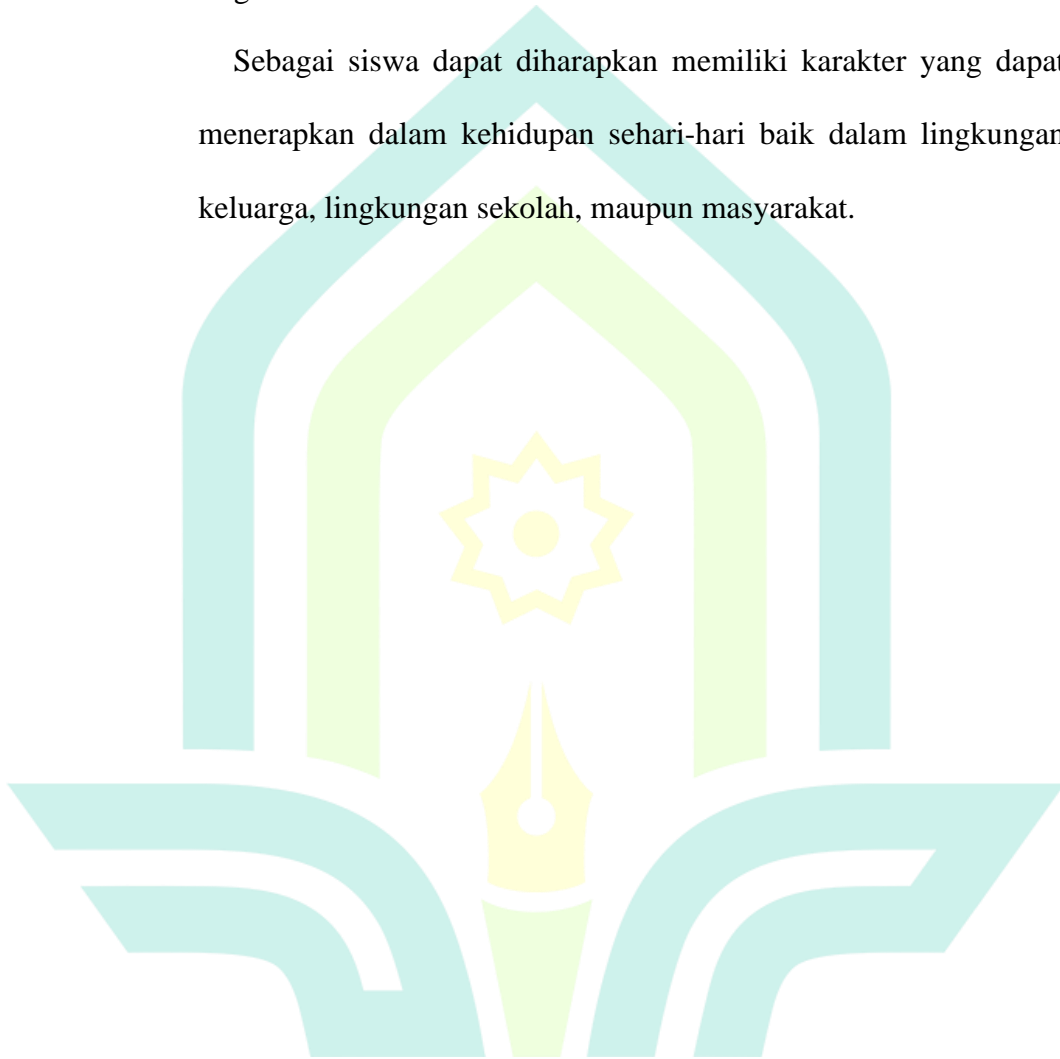 Sebagai siswa dapat diharapkan memiliki karakter yang dapat
menerapkan dalam kehidupan sehari-hari baik dalam lingkungan
keluarga, lingkungan sekolah, maupun masyarakat.